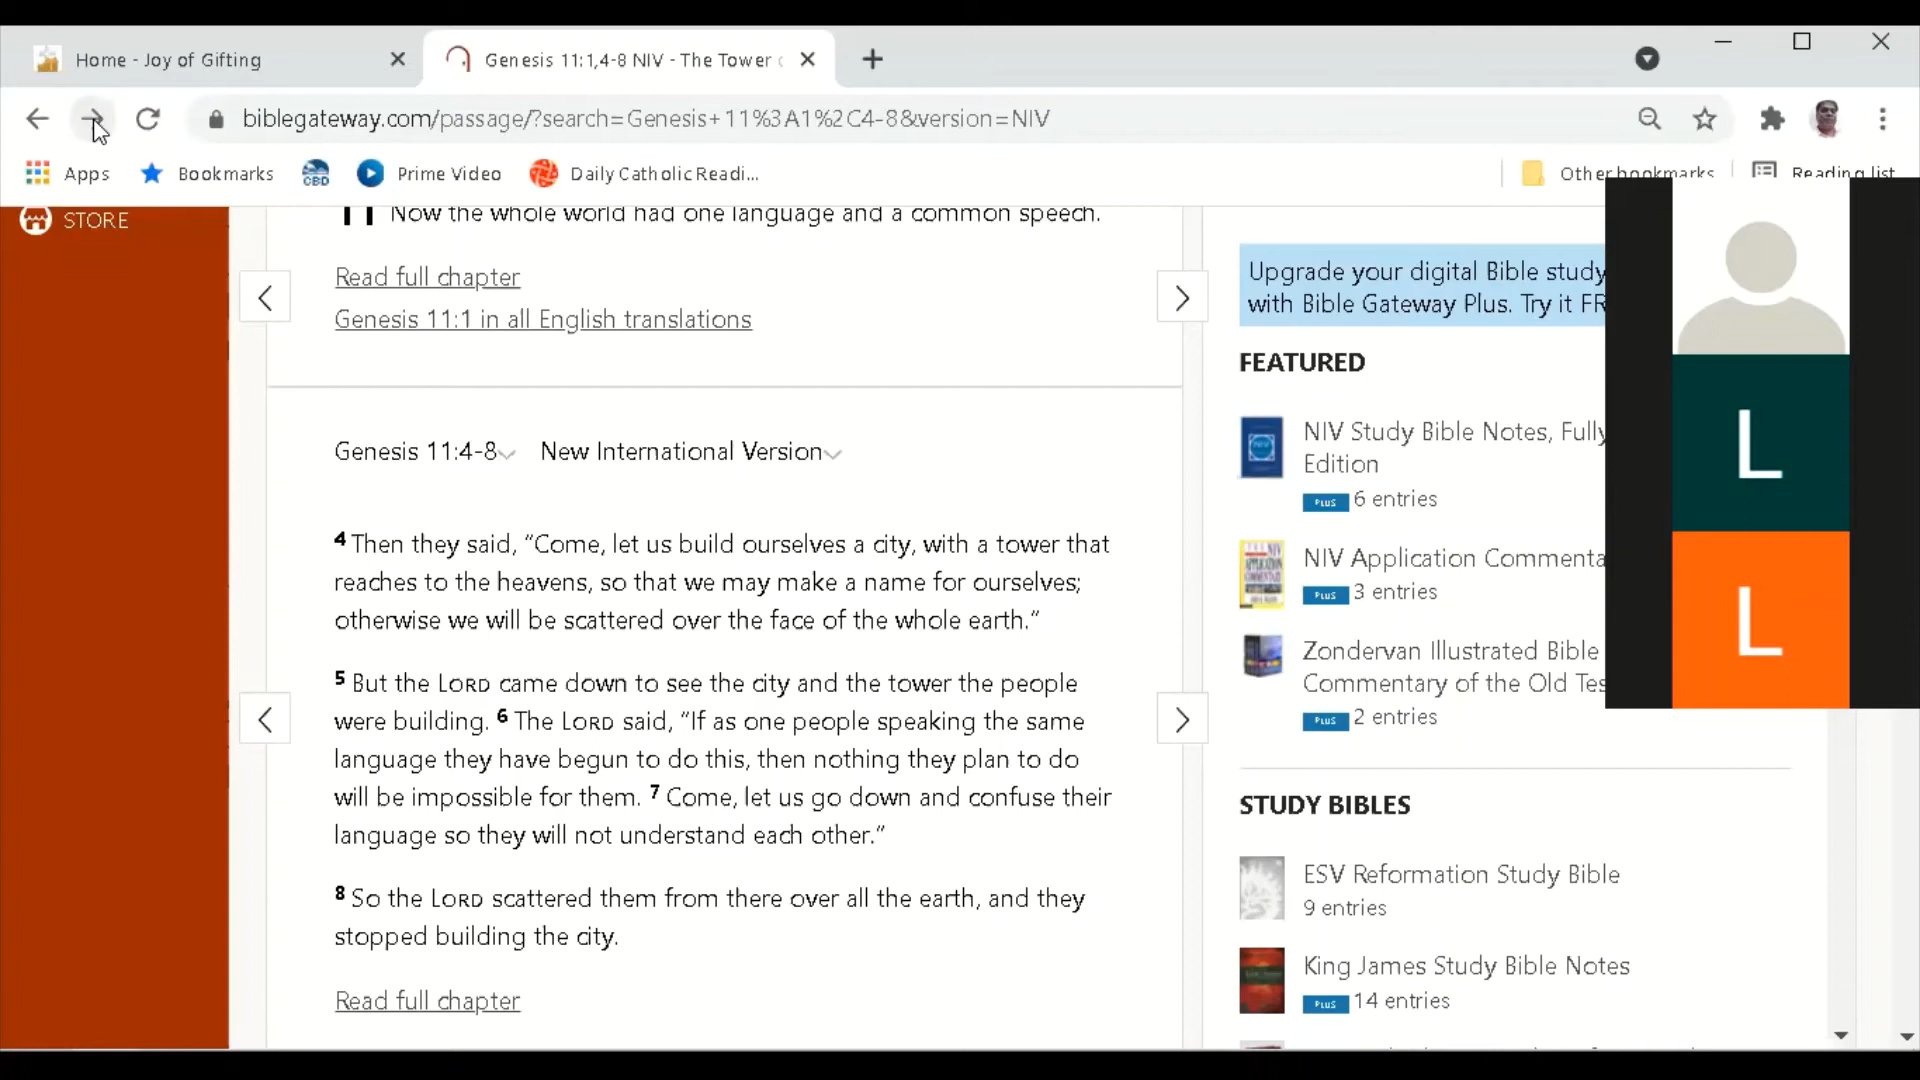 Home - Joy of Gifting
Genesis 11:1,4-8 NIV - The Tower
biblegateway.com/passage/?search=Genesis+11%3A1%2C4-8&version=NIV
Apps Bookmarks CBD Prime Video Daily Catholic Readi... Other bookmarks Reading list
STORE
11 Now the whole world had one language and a common speech.
Read full chapter
Genesis 11:1 in all English translations
Genesis 11:4-8 New International Version
4 Then they said, “Come, let us build ourselves a city, with a tower that
reaches to the heavens, so that we may make a name for ourselves;
otherwise we will be scattered over the face of the whole earth.”
5 But the LORD came down to see the city and the tower the people
were building. 6 The LORD said, “If as one people speaking the same
language they have begun to do this, then nothing they plan to do
will be impossible for them. 7 Come, let us go down and confuse their
language so they will not understand each other.”
8 So the LORD scattered them from there over all the earth, and they
stopped building the city.
Read full chapter
Upgrade your digital Bible study
with Bible Gateway Plus. Try it FR
FEATURED
NIV Study Bible Notes, Fully
Edition
PLUS 6 entries
NIV Application Commenta
PLUS 3 entries
Zondervan Illustrated Bible
Commentary of the Old Tes
PLUS 2 entries
STUDY BIBLES
ESV Reformation Study Bible
9 entries
King James Study Bible Notes
PLUS 14 entries
L
L